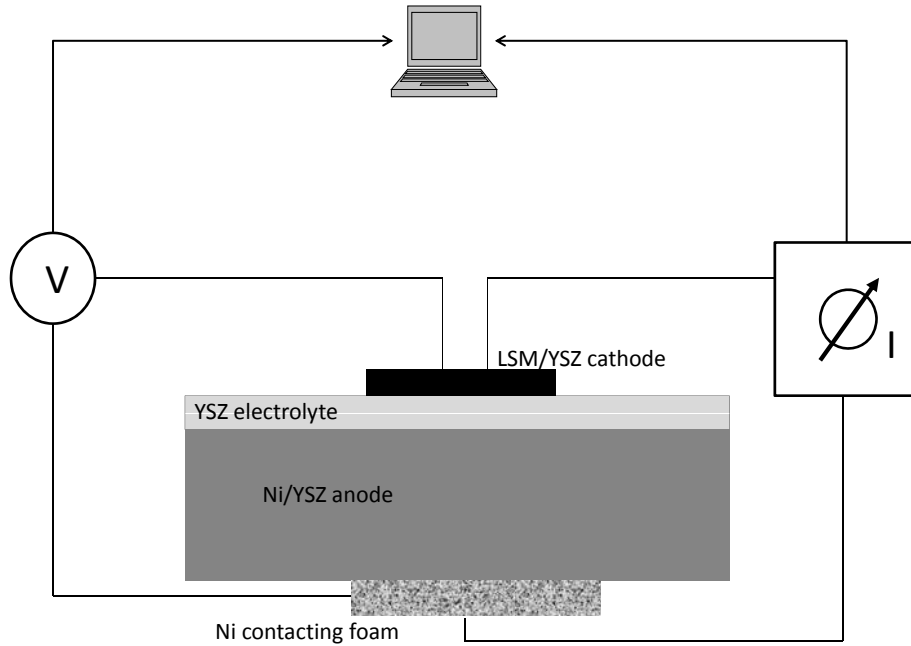 V
I
LSM/YSZ cathode
YSZ electrolyte
Ni/YSZ anode
Ni contacting foam